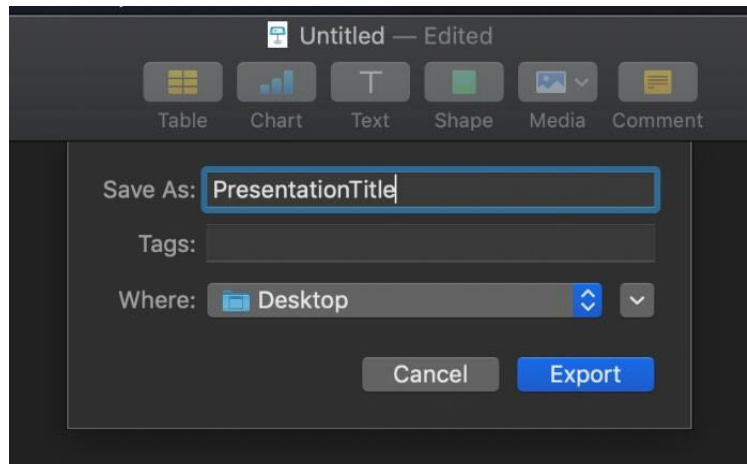 Untitled — Edited
Table Chart Text Shape Media Comment
Save As: PresentationTitle
Tags:
Where: Desktop
Cancel Export